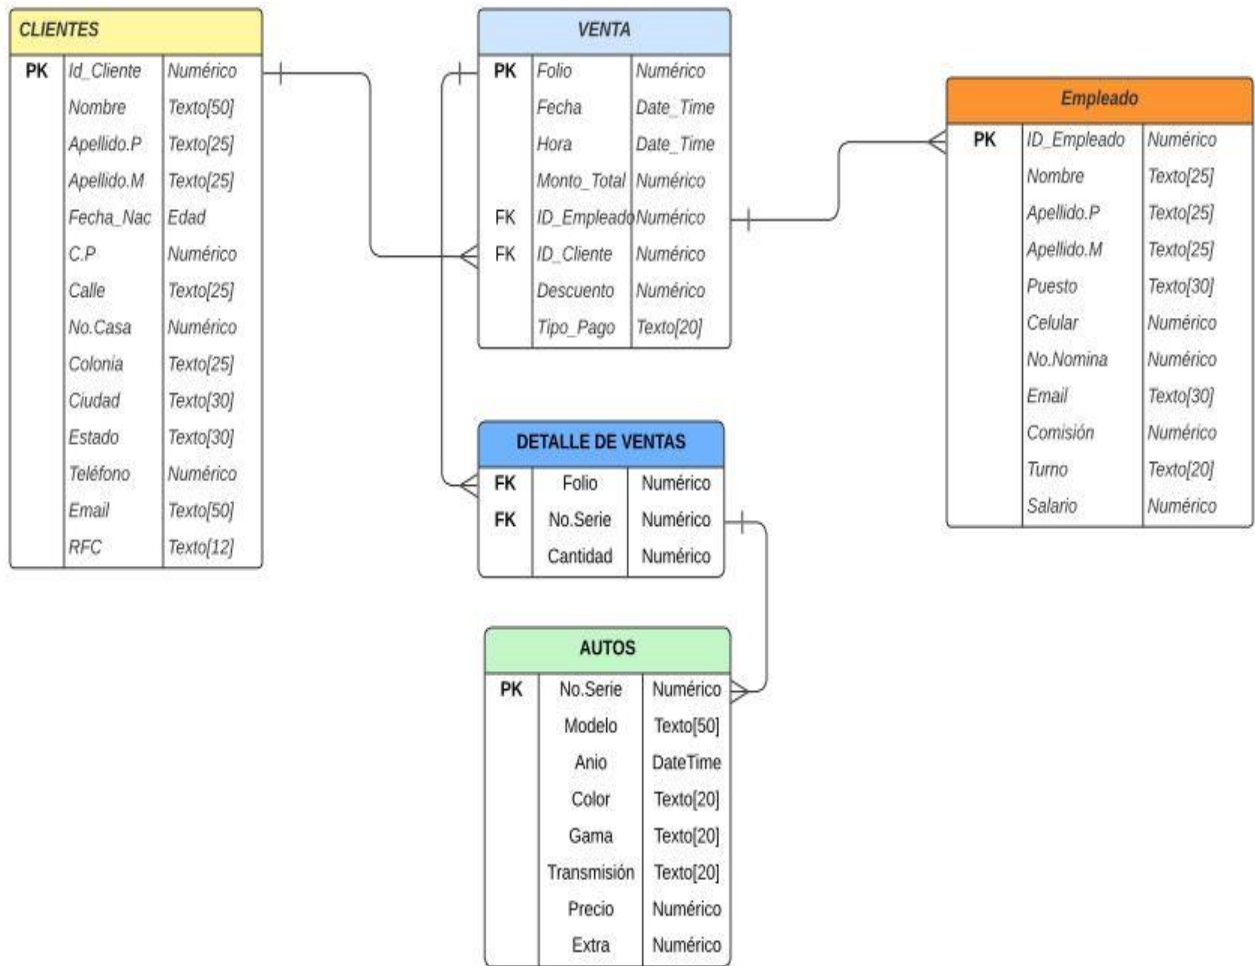 CLIENTES
PK Id_Cliente Numérico
Nombre Texto[50]
Apellido.P Texto[25]
Apellido.M Texto[25]
Fecha_Nac Edad
C.P Numérico
Calle Texto[25]
No.Casa Numérico
Colonia Texto[25]
Ciudad Texto[30]
Estado Texto[30]
Teléfono Numérico
Email Texto[50]
RFC Texto[12]
VENTA
PK Folio Numérico
Fecha Date_Time
Hora Date_Time
Monto_Total Numérico
FK ID_Empleado Numérico
FK ID_Cliente Numérico
Descuento Numérico
Tipo_Pago Texto[20]
Empleado
PK ID_Empleado Numérico
Nombre Texto[25]
Apellido.P Texto[25]
Apellido.M Texto[25]
Puesto Texto[30]
Celular Numérico
No.Nomina Numérico
Email Texto[30]
Comisión Numérico
Turno Texto[20]
Salario Numérico
DETALLE DE VENTAS
FK Folio Numérico
FK No.Serie Numérico
Cantidad Numérico
AUTOS
PK No.Serie Numérico
Modelo Texto[50]
Anio DateTime
Color Texto[20]
Gama Texto[20]
Transmisión Texto[20]
Precio Numérico
Extra Numérico